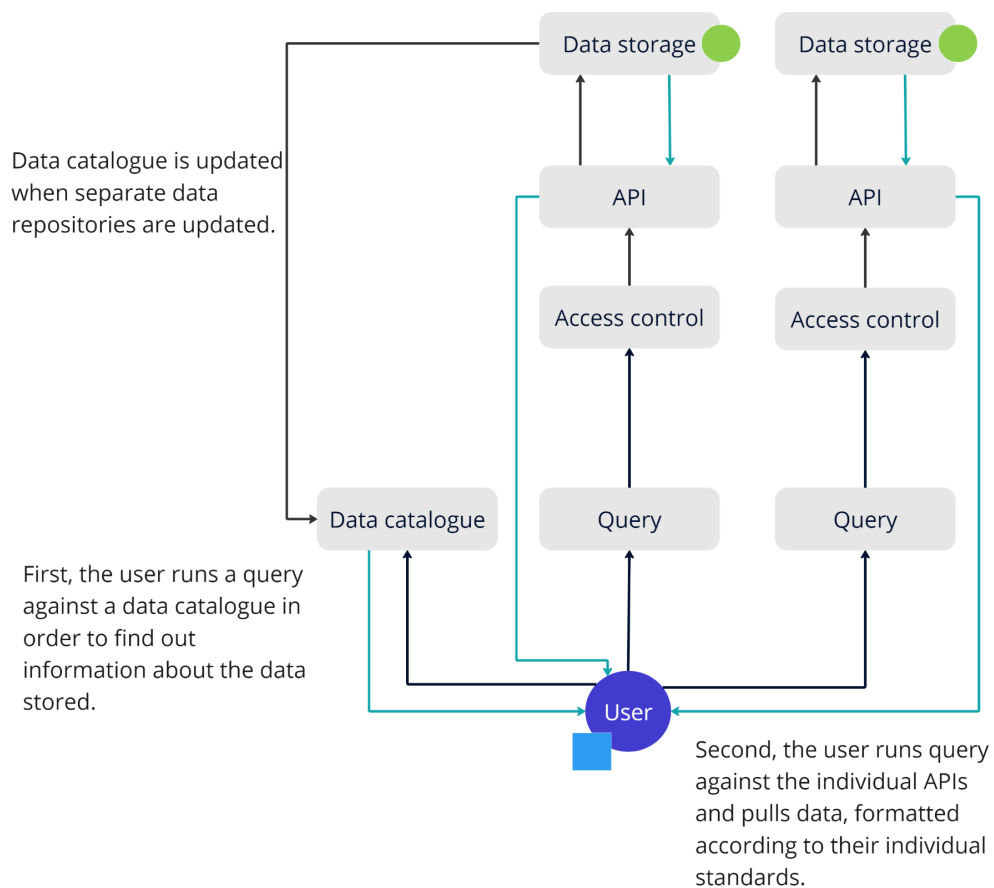 Data storage
Data storage
Data catalogue is updated
when separate data
repositories are updated.
API
API
Access control
Access control
Data catalogue
Query
Query
First, the user runs a query
against a data catalogue in
order to find out
information about the data
stored.
User
Second, the user runs query
against the individual APIs
and pulls data, formatted
according to their individual
standards.